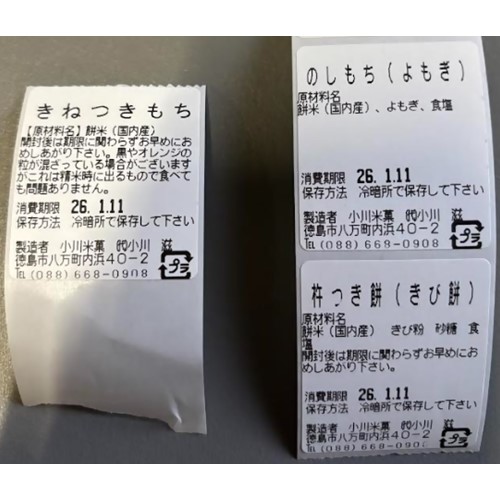 きねつきもち
【原材料名】餅米（国内産）
開封後は期限に関わらずお早めにお
めしあがり下さい。黒やオレンジの
粒が混ざっている場合がございます
がこれは精米時に出るもので食べて
も問題ありません。
消費期限 26. 1.11
保存方法 冷暗所で保存して下さい
製造者 小川米菓 ㈹小川 滋
徳島市八万町内浜40-2
TEL(088)668-0908
プラ
のしもち（よもぎ）
原材料名
餅米（国内産）、よもぎ、食塩
消費期限 26. 1.11
保存方法 冷暗所で保存して下さい
製造者 小川米菓 ㈹小川 滋
徳島市八万町内浜40-2
TEL(088)668-0908
プラ
杵つき餅（きび餅）
原材料名
餅米（国内産） きび粉 砂糖 食
塩
開封後は期限に関わらずお早めにお
めしあがり下さい。
消費期限 26. 1.11
保存方法 冷暗所で保存して下さい
製造者 小川米菓 ㈹小川 滋
徳島市八万町内浜40-2
TEL(088)668-090
プラ